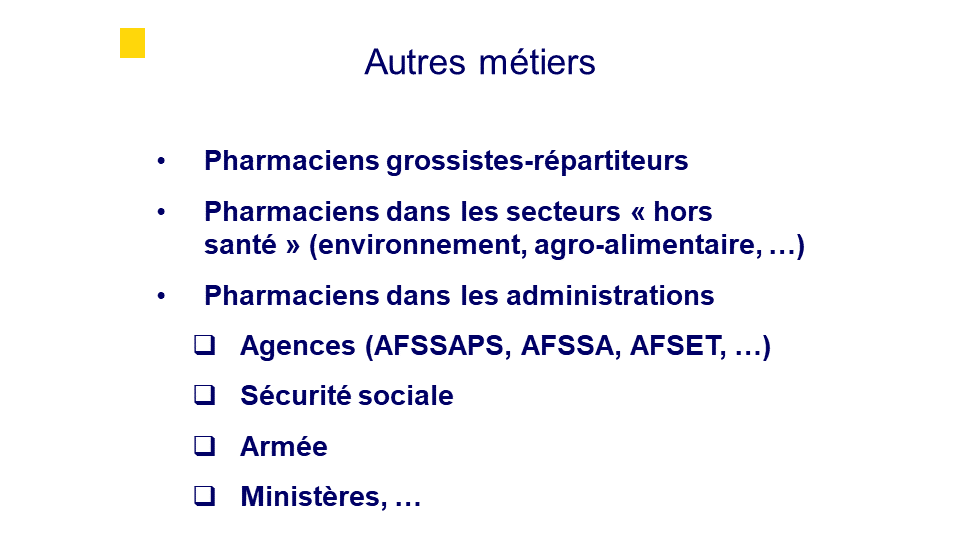 Autres métiers
• Pharmaciens grossistes-répartiteurs
• Pharmaciens dans les secteurs « hors
santé » (environnement, agro-alimentaire, …)
• Pharmaciens dans les administrations
❑ Agences (AFSSAPS, AFSSA, AFSET, …)
❑ Sécurité sociale
❑ Armée
❑ Ministères, …